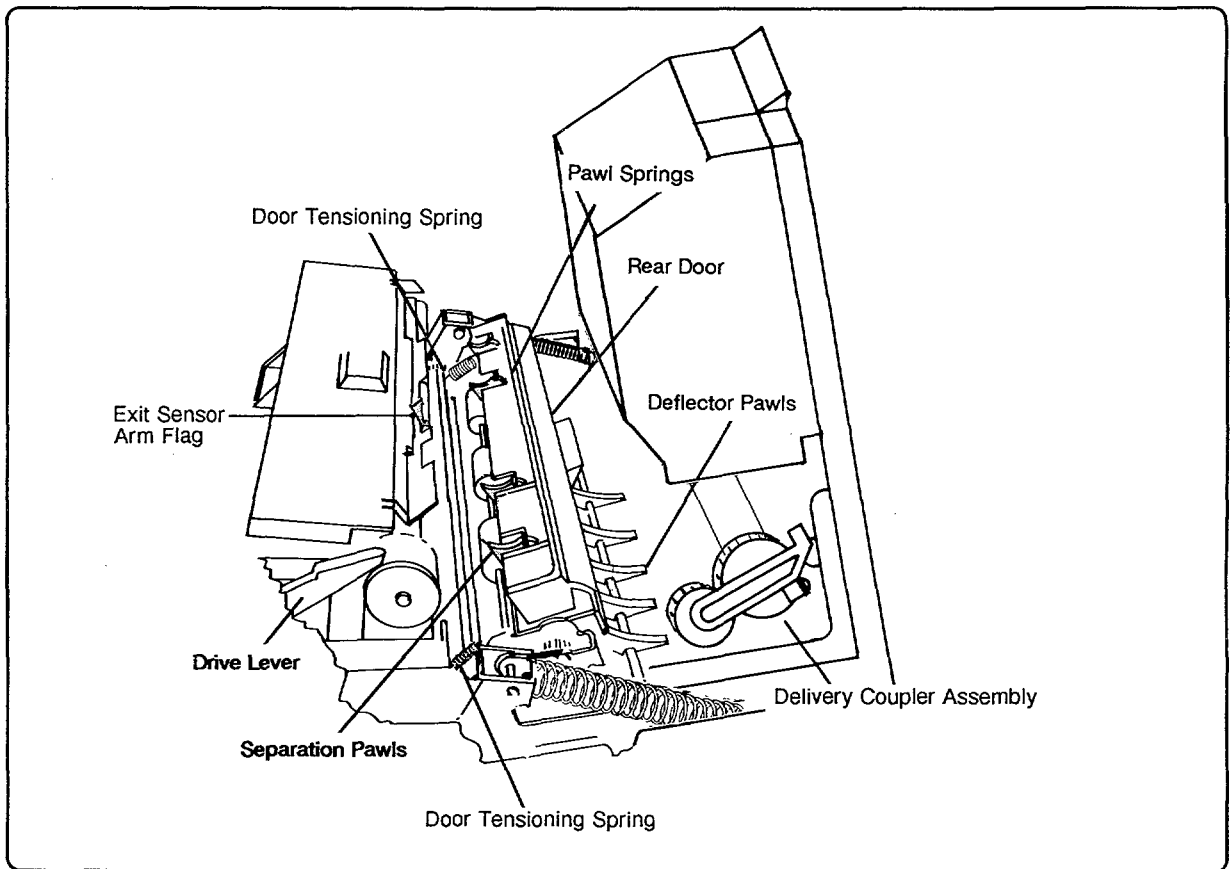 Pawl Springs
Door Tensioning Spring
Rear Door
Deflector Pawls
Exit Sensor
Arm Flag
Drive Lever
Delivery Coupler Assembly
Separation Pawls
Door Tensioning Spring